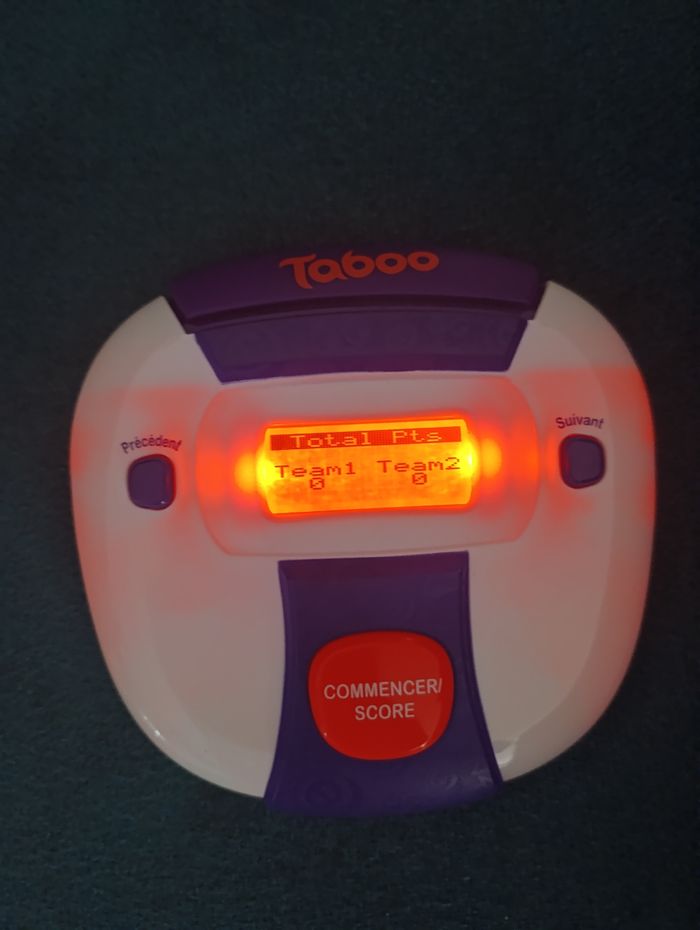 Taboo
Précédent
Suivant
Total Pts
Team1 Team2
0 0
COMMENCER/
SCORE